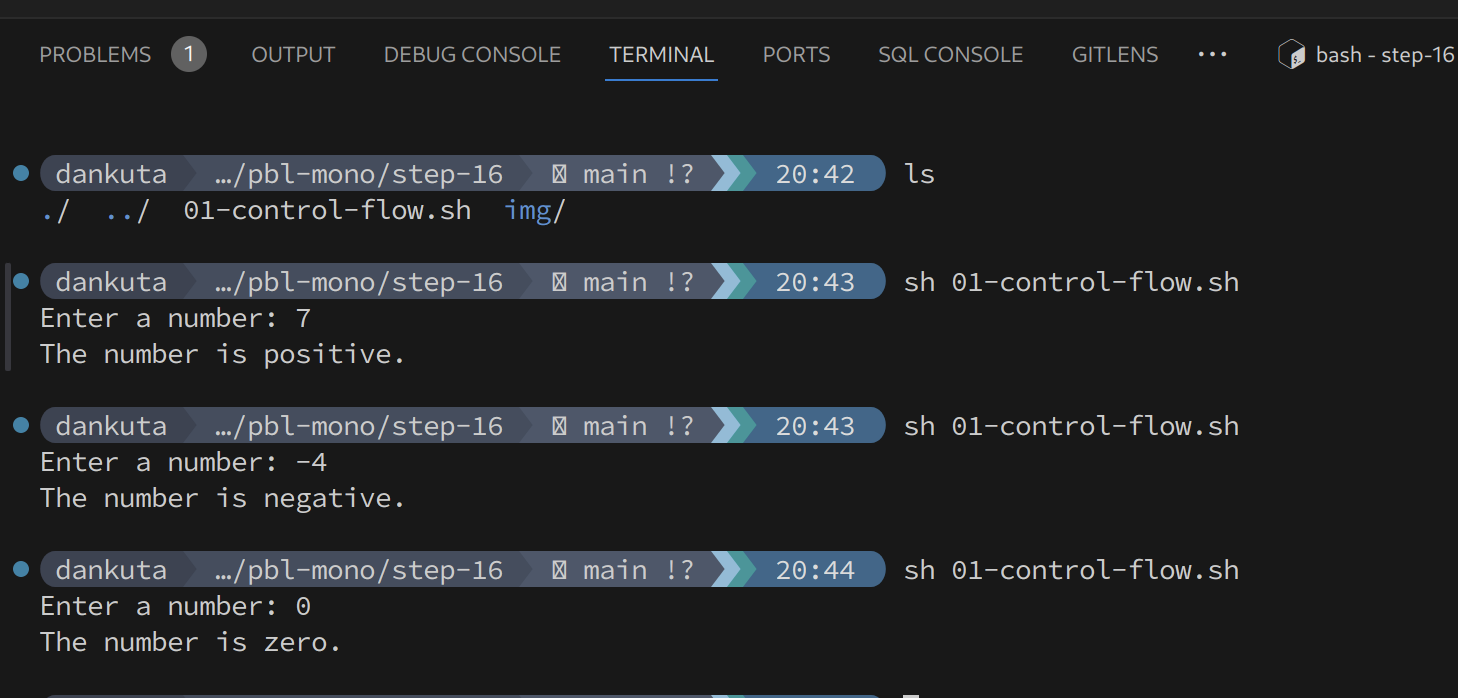 PROBLEMS 1 OUTPUT DEBUG CONSOLE TERMINAL PORTS SQL CONSOLE GITLENS ··· bash - step-16
dankuta …/pbl-mono/step-16 main !? 20:42 ls
./ ../ 01-control-flow.sh img/
dankuta …/pbl-mono/step-16 main !? 20:43 sh 01-control-flow.sh
Enter a number: 7
The number is positive.
dankuta …/pbl-mono/step-16 main !? 20:43 sh 01-control-flow.sh
Enter a number: -4
The number is negative.
dankuta …/pbl-mono/step-16 main !? 20:44 sh 01-control-flow.sh
Enter a number: 0
The number is zero.